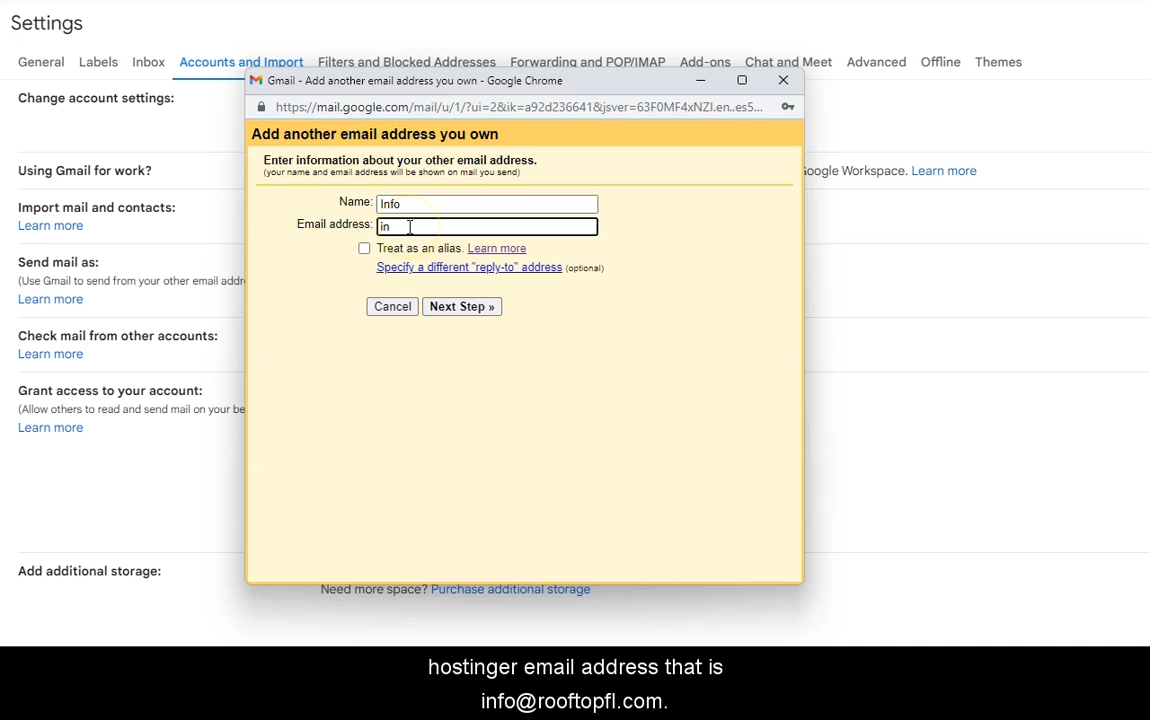 Settings
General Labels Inbox Accounts and Import Filters and Blocked Addresses Forwarding and POP/IMAP Add-ons Chat and Meet Advanced Offline Themes
Gmail - Add another email address you own - Google Chrome
Change account settings:
https://mail.google.com/mail/u/1/?ui=2&ik=a92d236641&jsver=63F0MF4xNZI.en..es5...
Add another email address you own
Enter information about your other email address.
(your name and email address will be shown on mail you send)
Using Gmail for work?
oogle Workspace. Learn more
Import mail and contacts:
Learn more
Name: Info
Email address: in
Treat as an alias. Learn more
Specify a different "reply-to" address (optional)
Send mail as:
(Use Gmail to send from your other email addr
Learn more
Cancel Next Step »
Check mail from other accounts:
Learn more
Grant access to your account:
(Allow others to read and send mail on your be
Learn more
Add additional storage:
Need more space? Purchase additional storage
hostinger email address that is
info@rooftopfl.com.